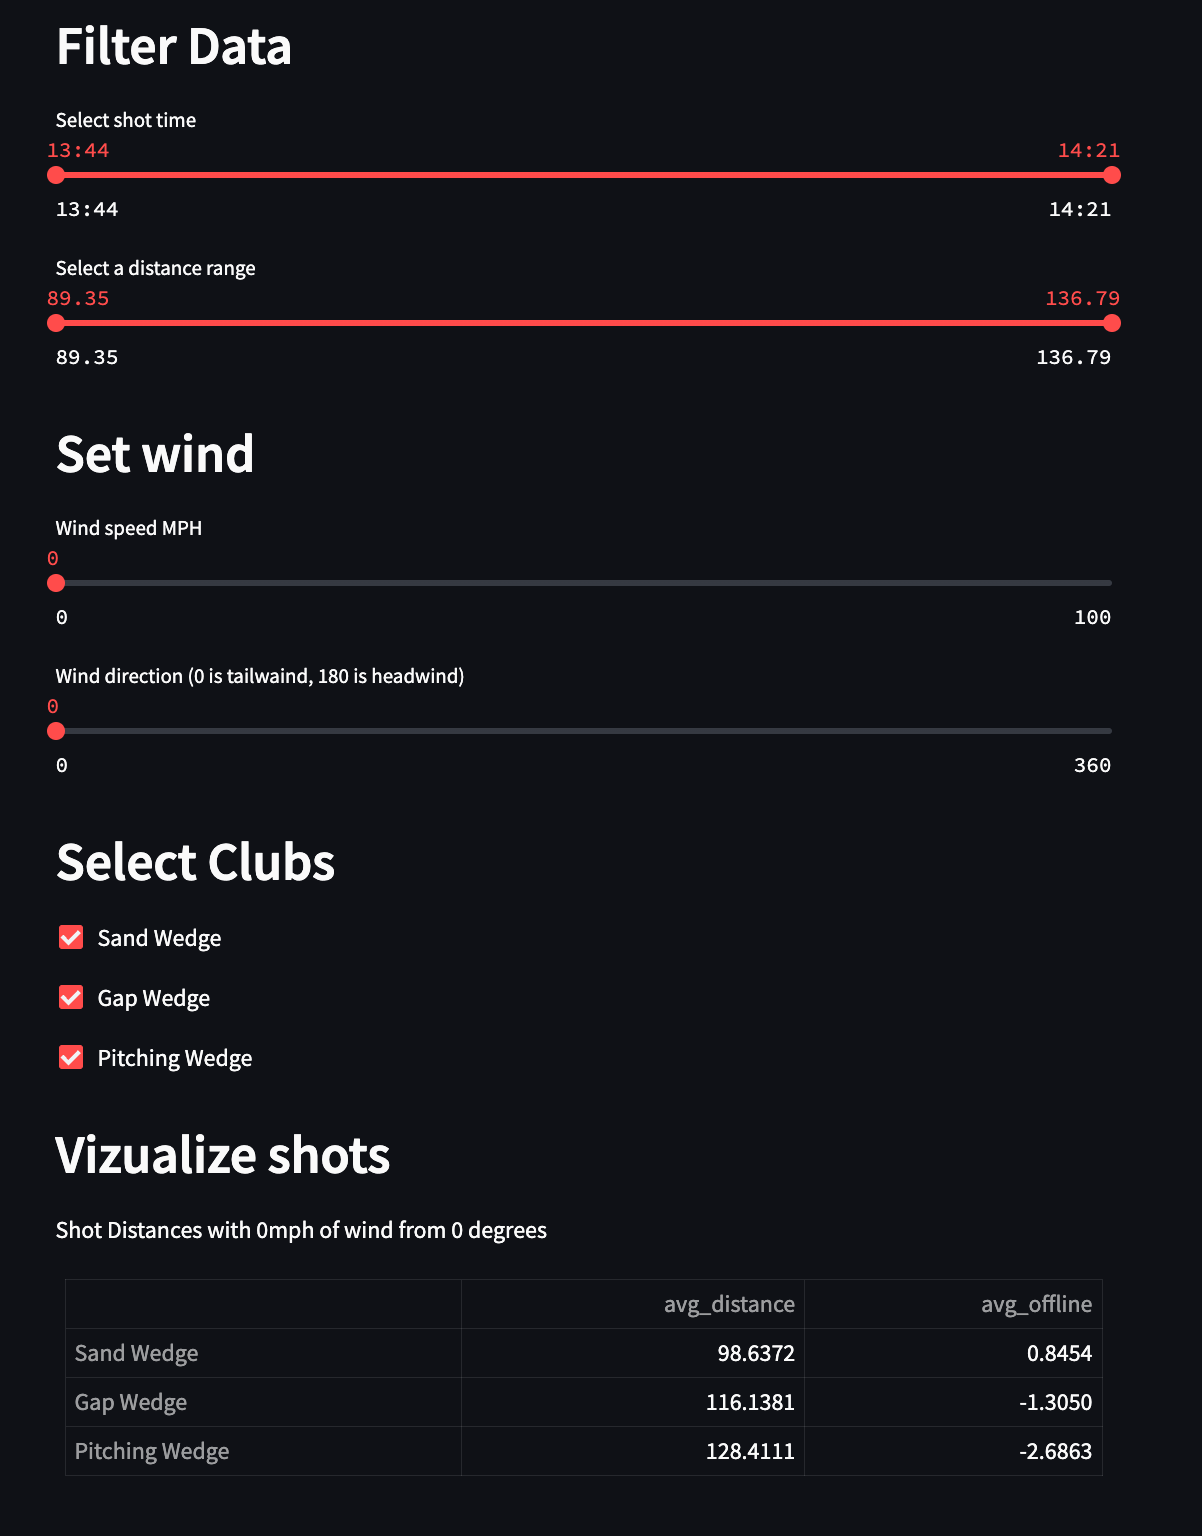 Filter Data
Select shot time
13:44 14:21
13:44 14:21
Select a distance range
89.35 136.79
89.35 136.79
Set wind
Wind speed MPH
0
0 100
Wind direction (0 is tailwaind, 180 is headwind)
0
0 360
Select Clubs
Sand Wedge
Gap Wedge
Pitching Wedge
Vizualize shots
Shot Distances with 0mph of wind from 0 degrees
avg_distance avg_offline
Sand Wedge 98.6372 0.8454
Gap Wedge 116.1381 -1.3050
Pitching Wedge 128.4111 -2.6863